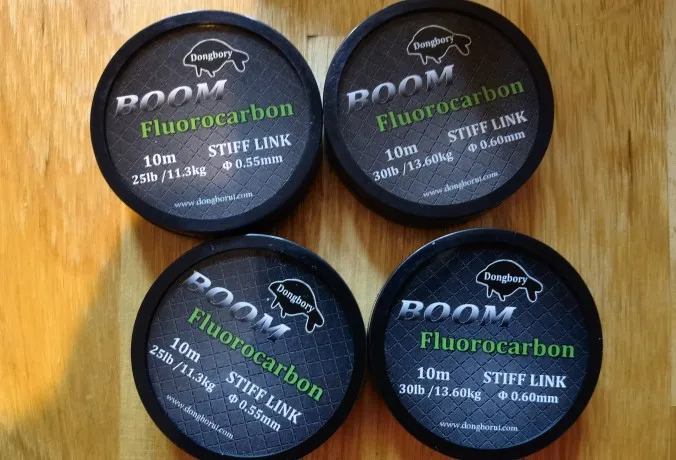 Dongbory
BOOM
Fluorocarbon
10m STIFF LINK
25lb /11.3kg Φ 0.55mm
www.dongborui.com
Dongbory
BOOM
Fluorocarbon
10m STIFF LINK
30lb/13.60kg Φ 0.60mm
www.dongborui.com
Dongbory
BOOM
Fluorocarbon
10m STIFF LINK
25lb /11.3kg Φ 0.55mm
www.dongborui.com
Dongbory
BOOM
Fluorocarbon
10m STIFF LINK
30lb/13.60kg Φ 0.60mm
www.dongborui.com